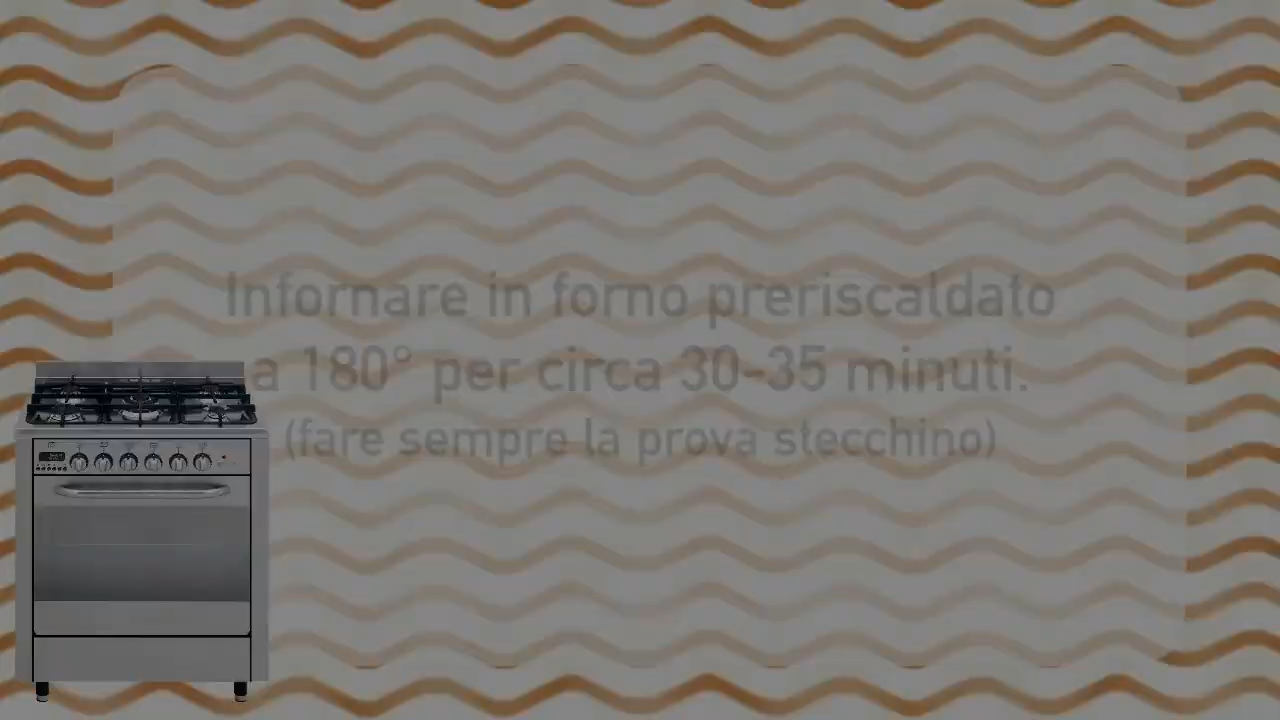 Infornare in forno preriscaldato
a 180° per circa 30-35 minuti.
(fare sempre la prova stecchino)